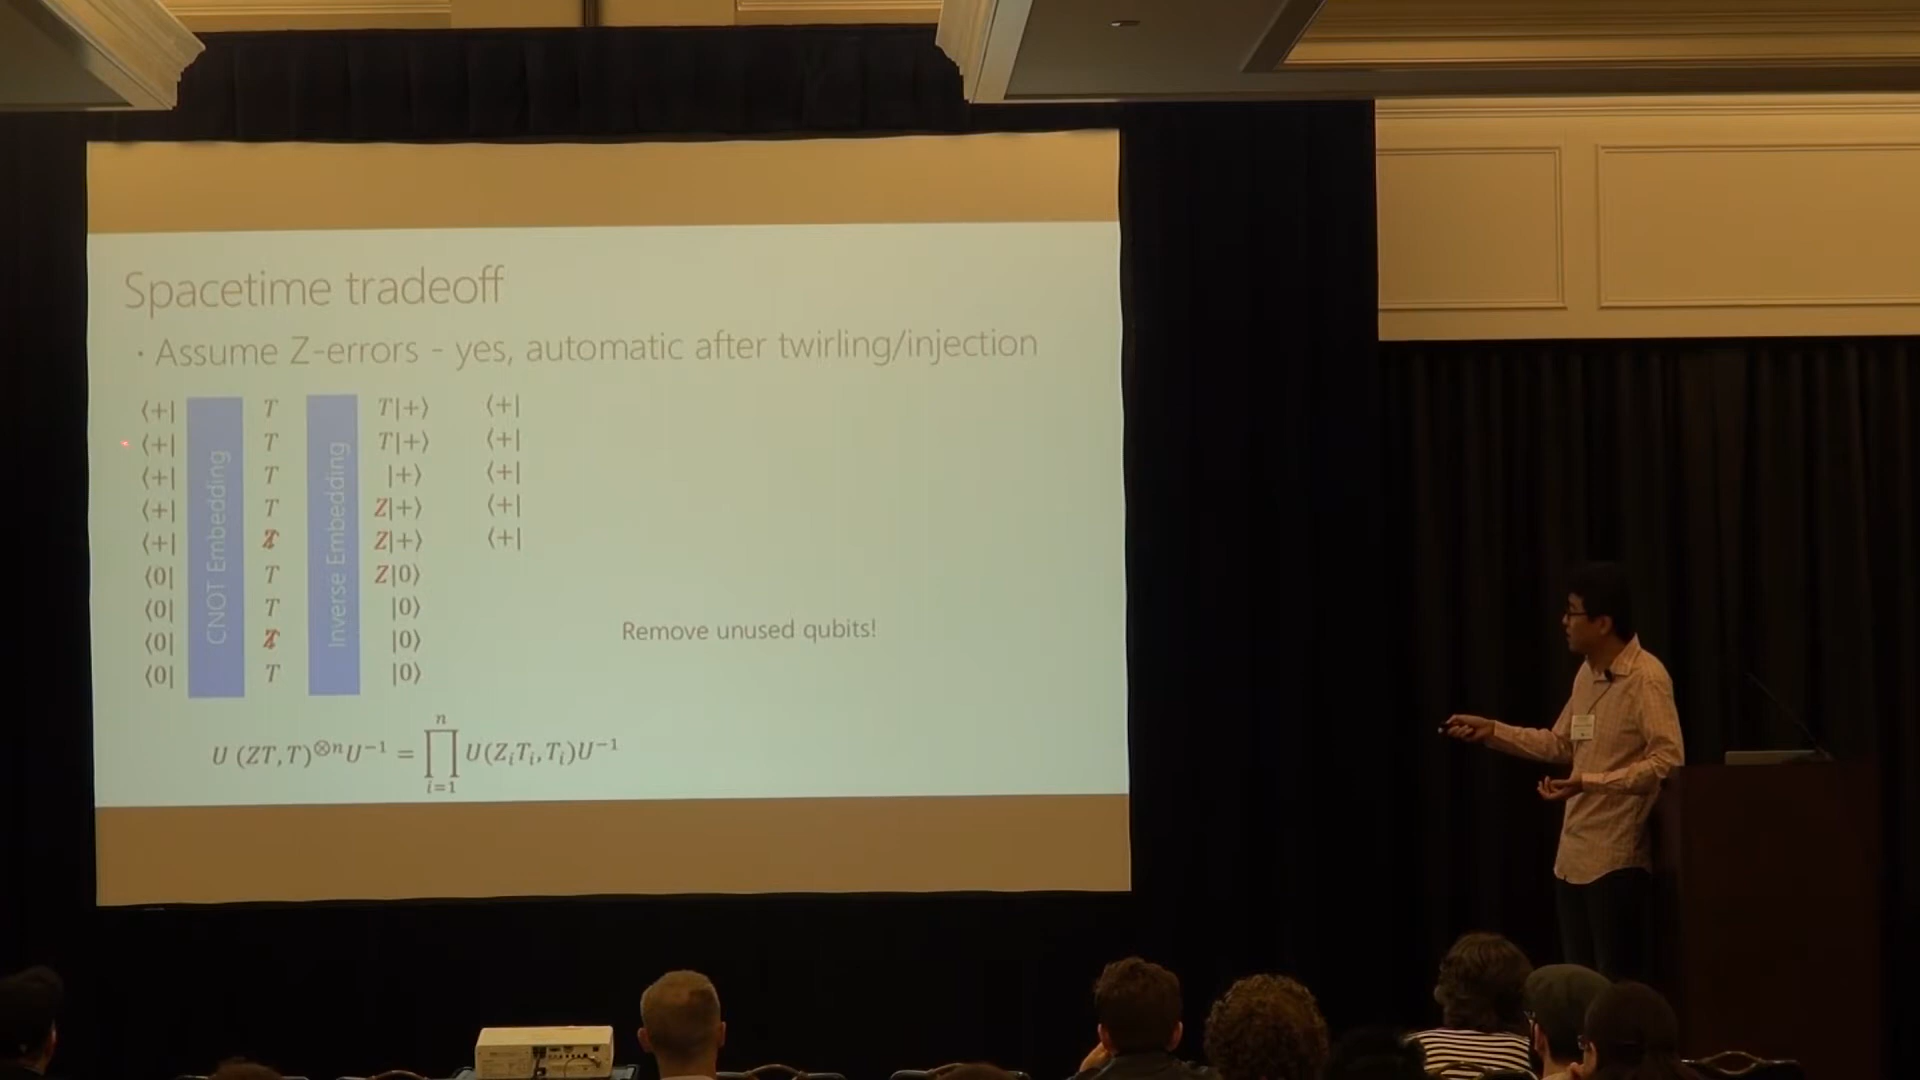 Spacetime tradeoff
· Assume Z-errors - yes, automatic after twirling/injection
⟨+| T T|+⟩ ⟨+|
⟨+| T T|+⟩ ⟨+|
⟨+| T |+⟩ ⟨+|
⟨+| T Z|+⟩ ⟨+|
⟨+| Z|+⟩ ⟨+|
⟨0| T Z|0⟩
⟨0| T |0⟩
⟨0| |0⟩
⟨0| T |0⟩
CNOT Embedding
Inverse Embedding
Remove unused qubits!
U (ZT, T)^{⊗n}U^{-1} = ∏_{i=1}^{n} U(Z_iT_i, T_i)U^{-1}